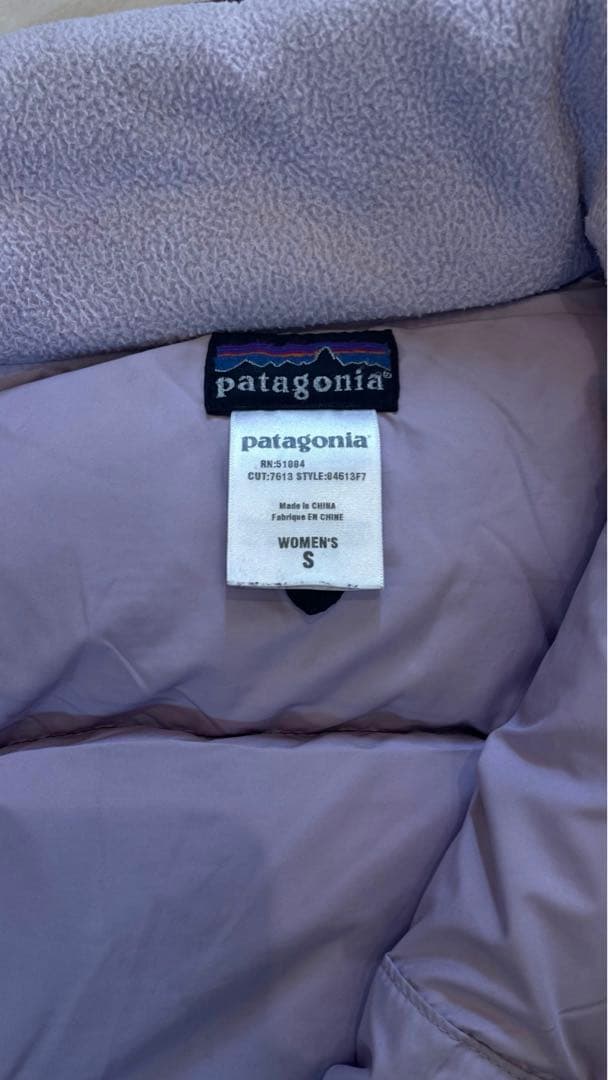 patagonia®
patagonia®
RN:51884
CUT:7613 STYLE:84613F7
Made in CHINA
Fabriqué EN CHINE
WOMEN'S
S